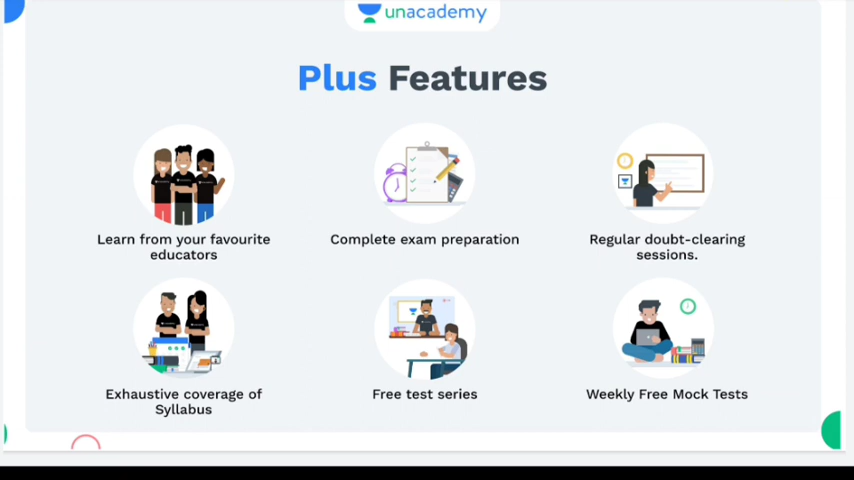 unacademy
Plus Features
Learn from your favourite
educators
Complete exam preparation
Regular doubt-clearing
sessions.
Exhaustive coverage of
Syllabus
Free test series
Weekly Free Mock Tests